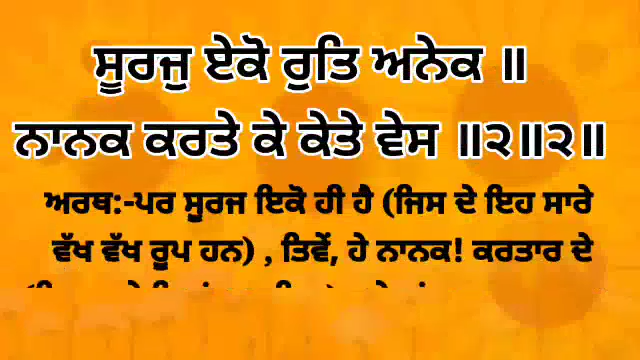 ਸੂਰਜੁ ਏਕੋ ਰੁਤਿ ਅਨੇਕ ॥
ਨਾਨਕ ਕਰਤੇ ਕੇ ਕੇਤੇ ਵੇਸ ॥੨॥੨॥
ਅਰਥ:-ਪਰ ਸੂਰਜ ਇਕੋ ਹੀ ਹੈ (ਜਿਸ ਦੇ ਇਹ ਸਾਰੇ
ਵੱਖ ਵੱਖ ਰੂਪ ਹਨ) , ਤਿਵੇਂ, ਹੇ ਨਾਨਕ! ਕਰਤਾਰ ਦੇ